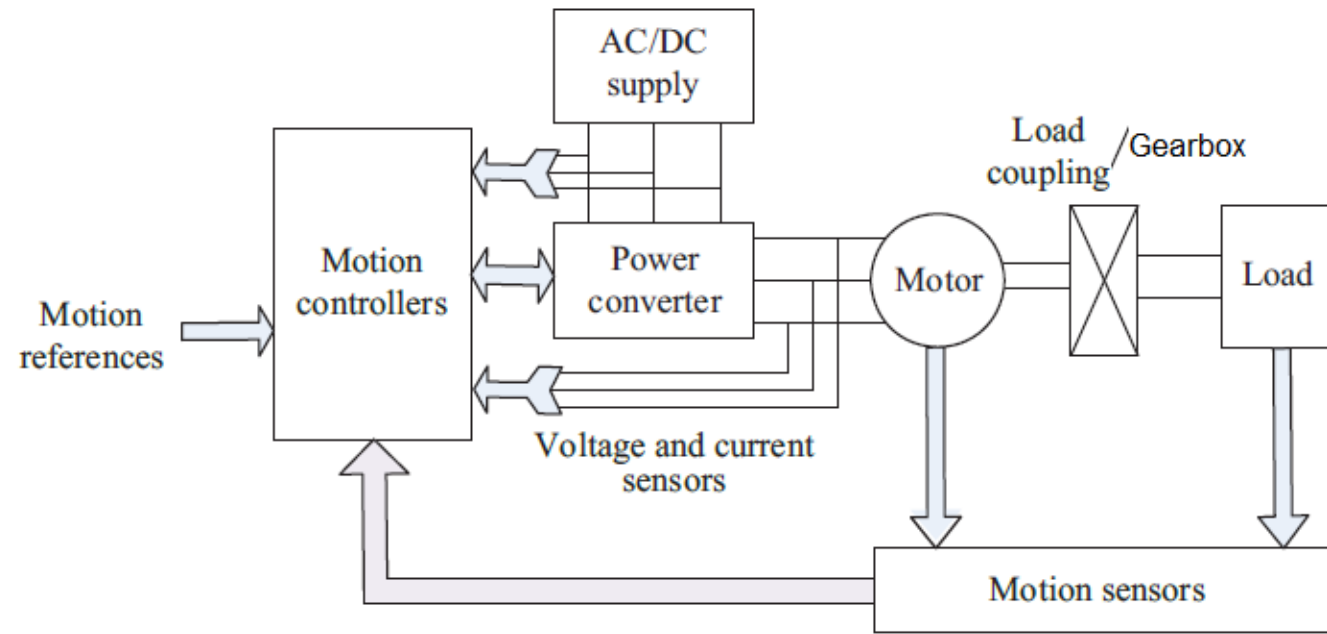 AC/DC
supply
Load
coupling
/Gearbox
Motion
controllers
Power
converter
Motor
Load
Motion
references
Voltage and current
sensors
Motion sensors